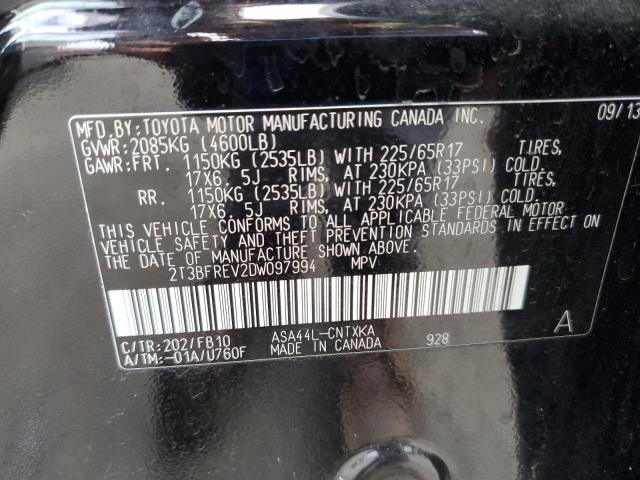 MFD.BY:TOYOTA MOTOR MANUFACTURING CANADA INC. 09/13
GVWR:2085KG (4600LB)
GAWR:FRT. 1150KG (2535LB) WITH 225/65R17 TIRES,
17X6.5J RIMS, AT 230KPA (33PSI) COLD.
RR. 1150KG (2535LB) WITH 225/65R17 TIRES,
17X6.5J RIMS, AT 230KPA (33PSI) COLD.
THIS VEHICLE CONFORMS TO ALL APPLICABLE FEDERAL MOTOR
VEHICLE SAFETY AND THEFT PREVENTION STANDARDS IN EFFECT ON
THE DATE OF MANUFACTURE SHOWN ABOVE.
2T3BFREV2DW097994 MPV
A
C/TR:202/FB10 ASA44L-CNTXKA 928
A/TM:-01A/U760F MADE IN CANADA